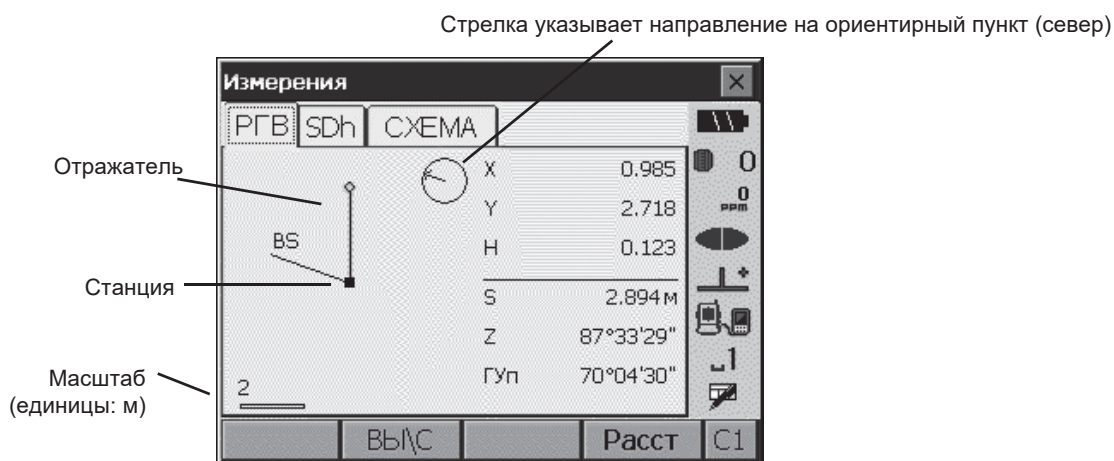 Стрелка указывает направление на ориентирный пункт (север)
Измерения
РГВ SDh СХЕМА
Отражатель
BS
Станция
Масштаб
(единицы: м)
2
X 0.985
Y 2.718
H 0.123
S 2.894 м
Z 87°33'29"
ГУп 70°04'30"
0
0
ppm
1
ВЫ\С Расст С1